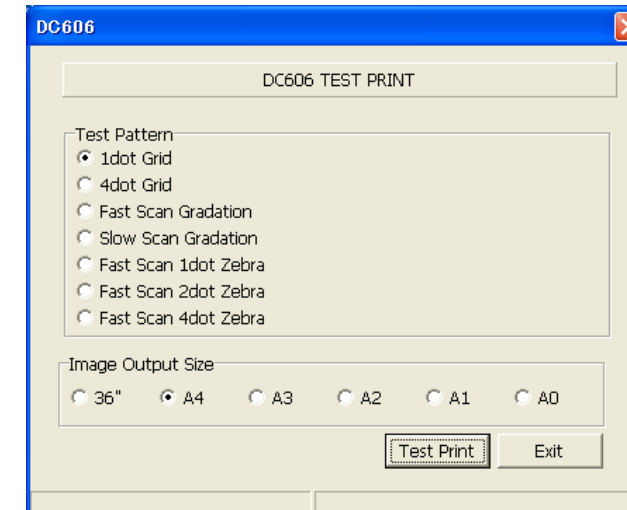 DC606
DC606 TEST PRINT
Test Pattern
1dot Grid
4dot Grid
Fast Scan Gradation
Slow Scan Gradation
Fast Scan 1dot Zebra
Fast Scan 2dot Zebra
Fast Scan 4dot Zebra
Image Output Size
36" A4 A3 A2 A1 A0
Test Print Exit